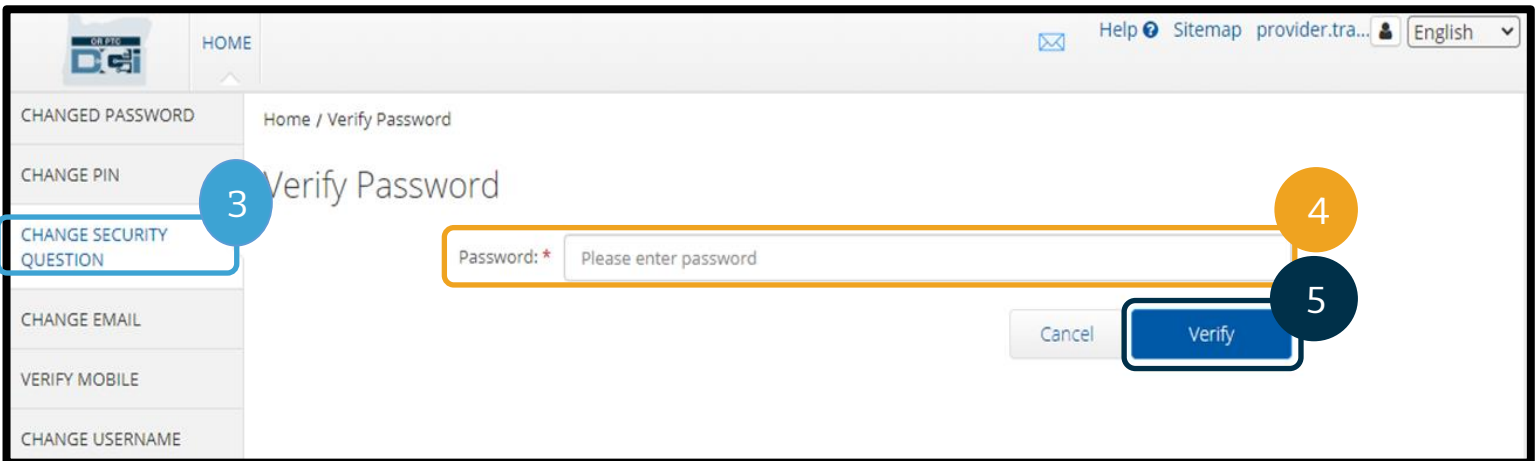 OR PTC
DCi
HOME
Help ? Sitemap provider.tra... English
CHANGED PASSWORD
Home / Verify Password
CHANGE PIN
3
Verify Password
4
CHANGE SECURITY
QUESTION
Password: * Please enter password
5
CHANGE EMAIL
Cancel Verify
VERIFY MOBILE
CHANGE USERNAME